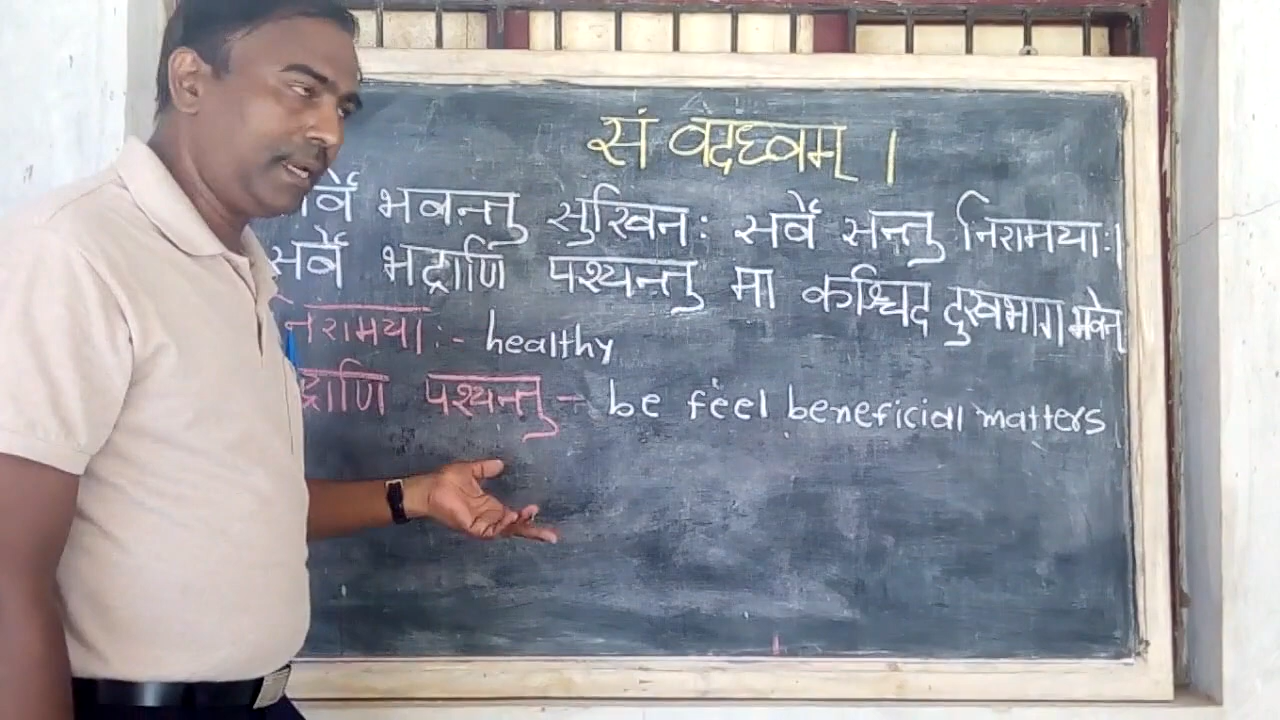 सं वदध्वम् ।
सर्वे भवन्तु सुखिनः सर्वे सन्तु निरामयाः।
सर्वे भद्राणि पश्यन्तु मा कश्चिद दुखभाग भवेत्
निरामयाः - healthy
द्राणि पश्यन्तु - be feel beneficial matters